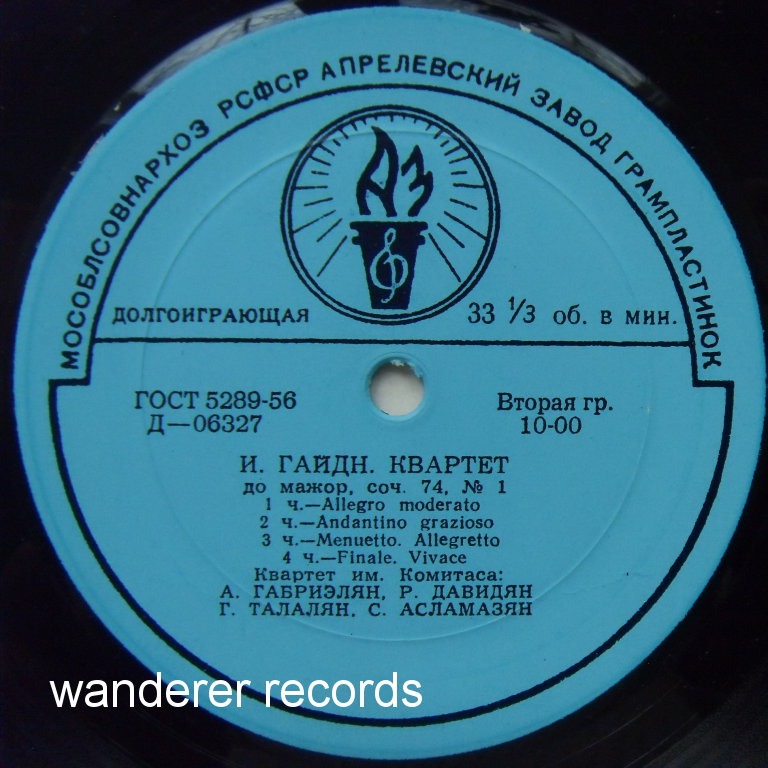 МОСОБЛСОВНАРХОЗ РСФСР АПРЕЛЕВСКИЙ ЗАВОД ГРАМПЛАСТИНОК
АЗ
ДОЛГОИГРАЮЩАЯ 33 1/3 об. в мин.
ГОСТ 5289-56 Вторая гр.
Д—06327 10-00
И. ГАЙДН. КВАРТЕТ
до мажор, соч. 74, № 1
1 ч.—Allegro moderato
2 ч.—Andantino grazioso
3 ч.—Menuetto. Allegretto
4 ч.—Finale. Vivace
Квартет им. Комитаса:
А. ГАБРИЭЛЯН, Р. ДАВИДЯН
Г. ТАЛАЛЯН, С. АСЛАМАЗЯН
wanderer records